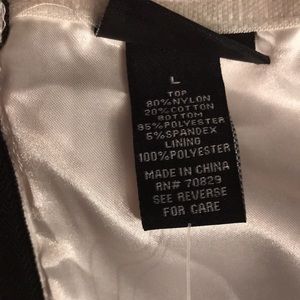 L
TOP
80%NYLON
20%COTTON
BOTTOM
95%POLYESTER
5%SPANDEX
LINING
100%POLYESTER
MADE IN CHINA
RN# 70829
SEE REVERSE
FOR CARE